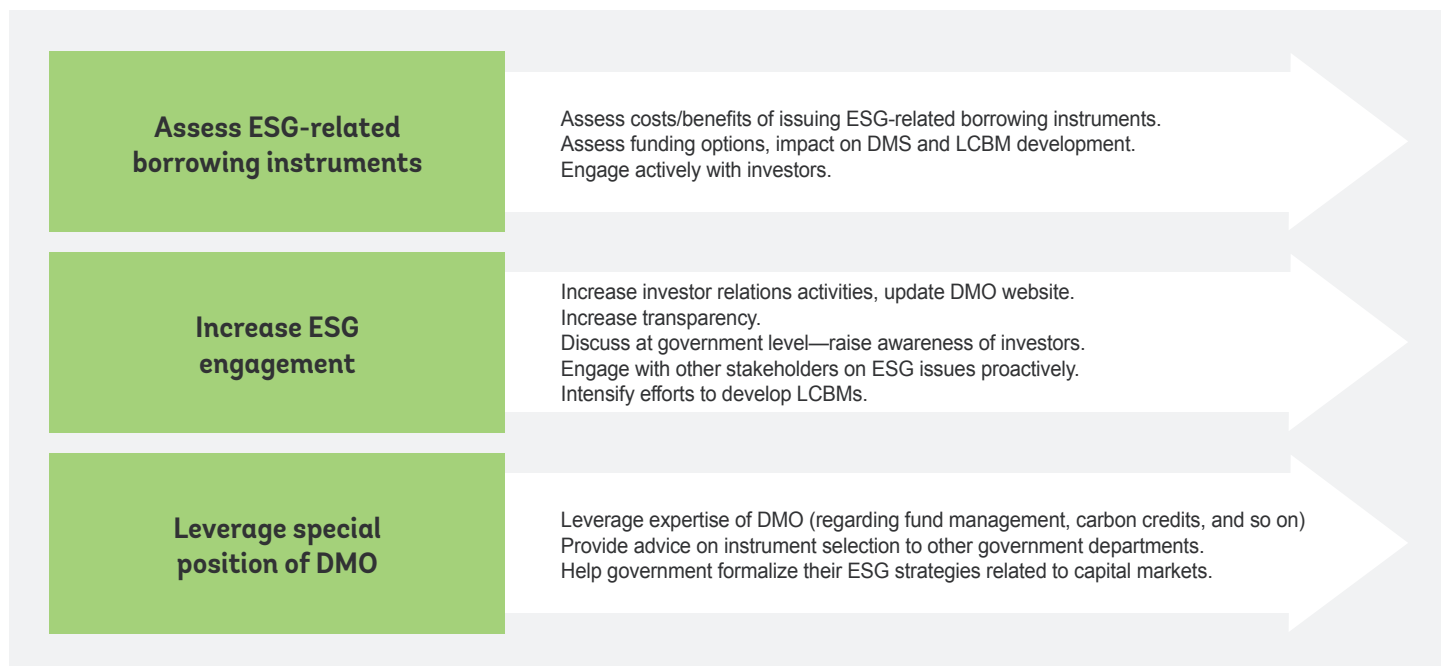 Assess ESG-related
borrowing instruments
Assess costs/benefits of issuing ESG-related borrowing instruments.
Assess funding options, impact on DMS and LCBM development.
Engage actively with investors.
Increase ESG
engagement
Increase investor relations activities, update DMO website.
Increase transparency.
Discuss at government level—raise awareness of investors.
Engage with other stakeholders on ESG issues proactively.
Intensify efforts to develop LCBMs.
Leverage special
position of DMO
Leverage expertise of DMO (regarding fund management, carbon credits, and so on)
Provide advice on instrument selection to other government departments.
Help government formalize their ESG strategies related to capital markets.